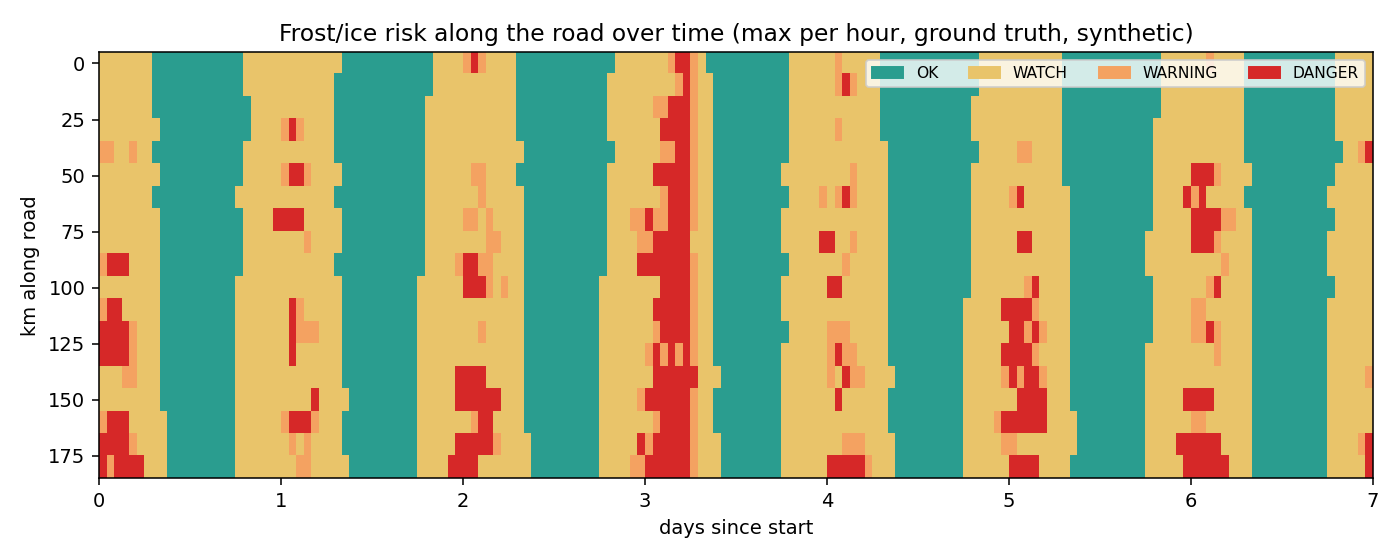 Frost/ice risk along the road over time (max per hour, ground truth, synthetic)
OK WATCH WARNING DANGER
km along road
0
25
50
75
100
125
150
175
0 1 2 3 4 5 6 7
days since start